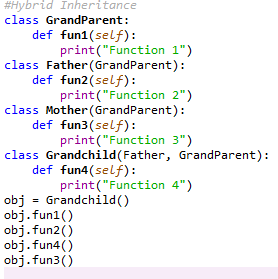 #Hybrid Inheritance
class GrandParent:
    def fun1(self):
        print("Function 1")
class Father(GrandParent):
    def fun2(self):
        print("Function 2")
class Mother(GrandParent):
    def fun3(self):
        print("Function 3")
class Grandchild(Father, GrandParent):
    def fun4(self):
        print("Function 4")
obj = Grandchild()
obj.fun1()
obj.fun2()
obj.fun4()
obj.fun3()